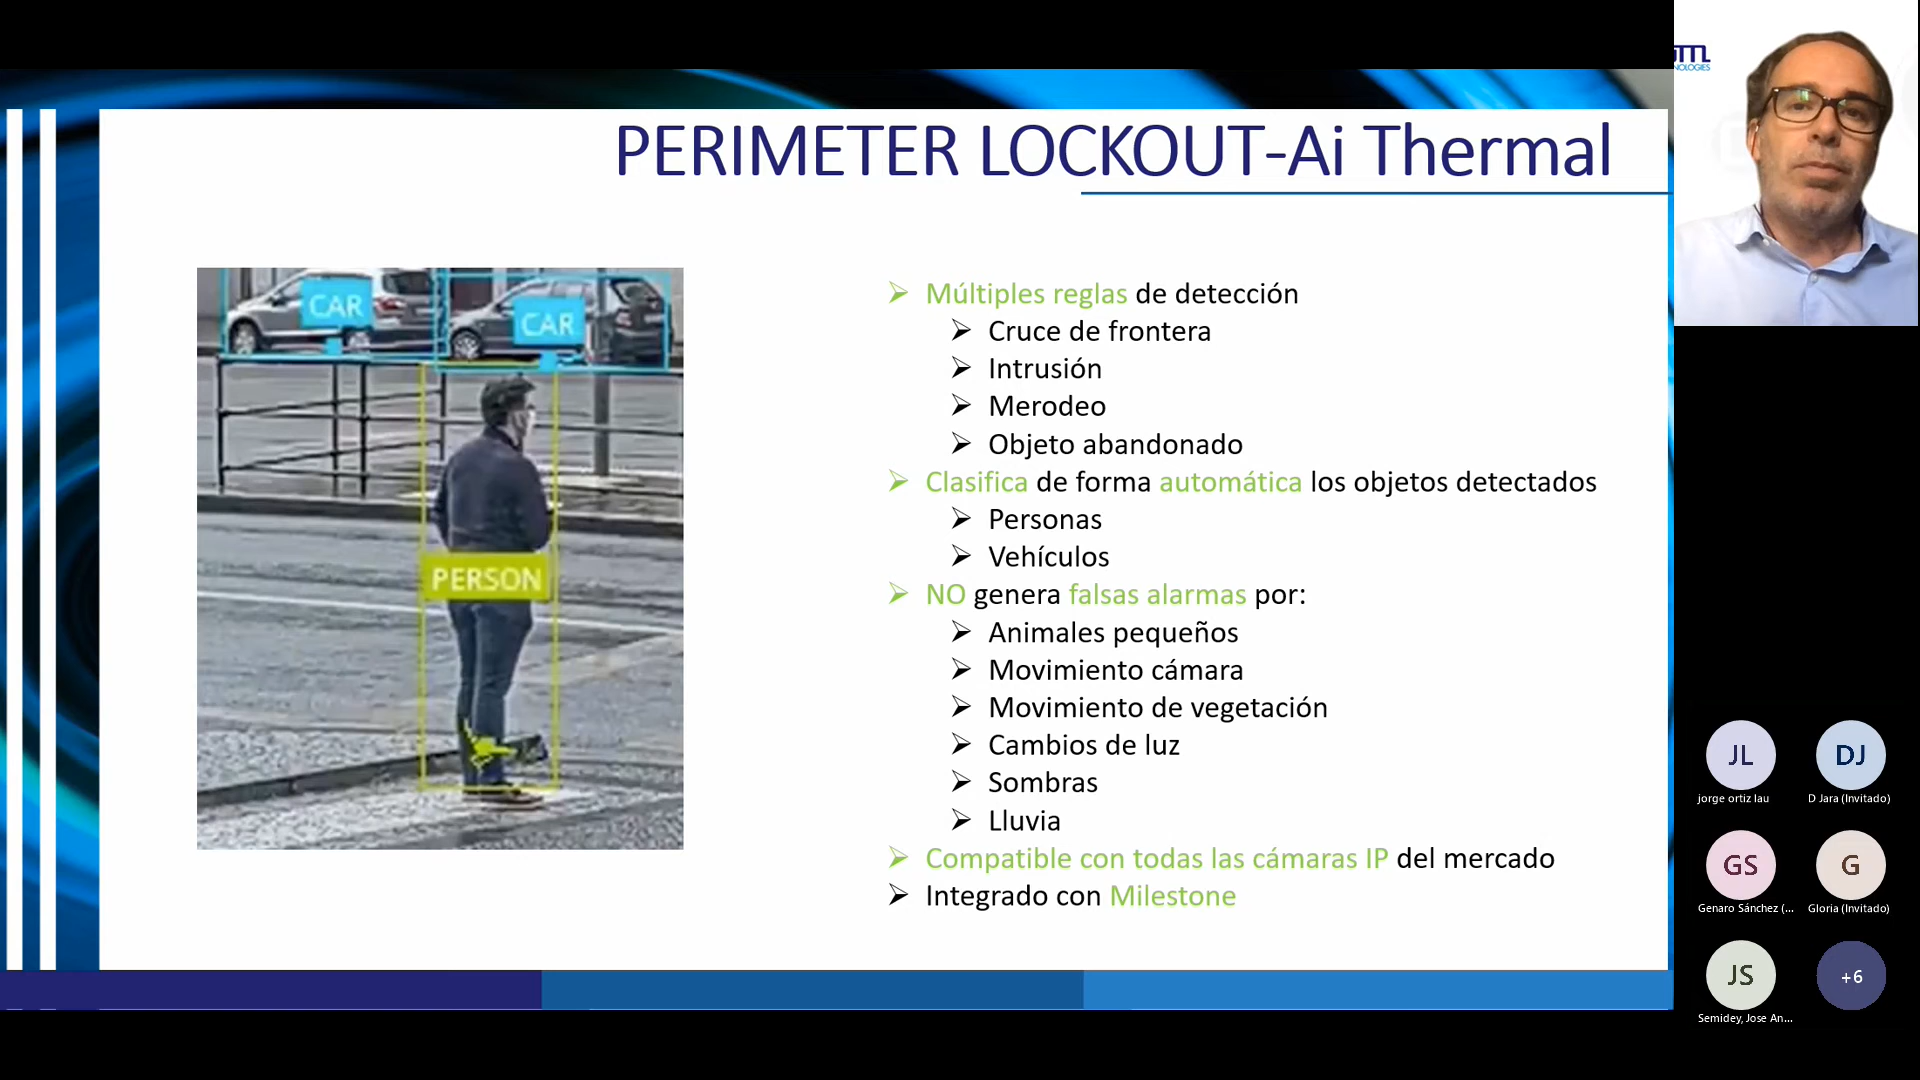 PERIMETER LOCKOUT-Ai Thermal
CAR
CAR
PERSON
Múltiples reglas de detección
Cruce de frontera
Intrusión
Merodeo
Objeto abandonado
Clasifica de forma automática los objetos detectados
Personas
Vehículos
NO genera falsas alarmas por:
Animales pequeños
Movimiento cámara
Movimiento de vegetación
Cambios de luz
Sombras
Lluvia
Compatible con todas las cámaras IP del mercado
Integrado con Milestone
JL
jorge ortiz lau
DJ
D Jara (Invitado)
GS
Genaro Sánchez (...
G
Gloria (Invitado)
JS
Semidey, Jose An...
+6